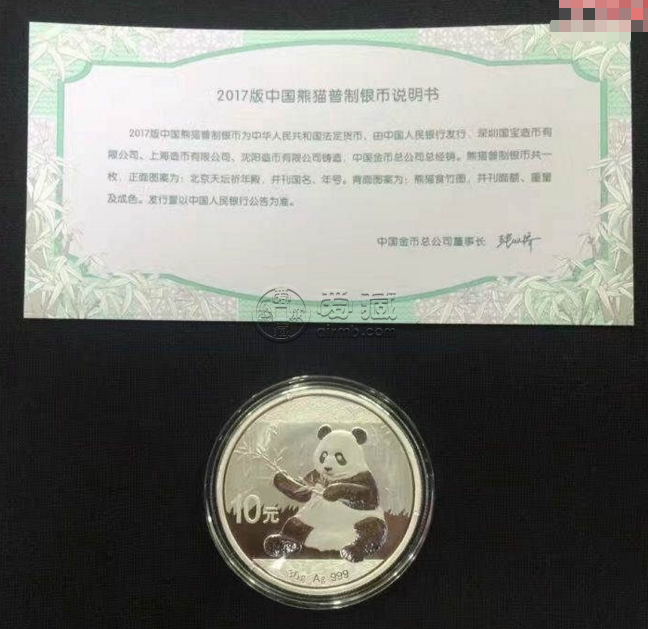 2017版中国熊猫普制银币说明书
2017版中国熊猫普制银币为中华人民共和国法定货币，由中国人民银行发行，深圳国宝造币有
限公司、上海造币有限公司、沈阳造币有限公司铸造，中国金币总公司总经销。熊猫普制银币共一
枚，正面图案为：北京天坛祈年殿，并刊国名、年号。背面图案为：熊猫食竹图，并刊面额、重量
及成色。发行量以中国人民银行公告为准。
中国金币总公司董事长
藏
10元
30g Ag 999